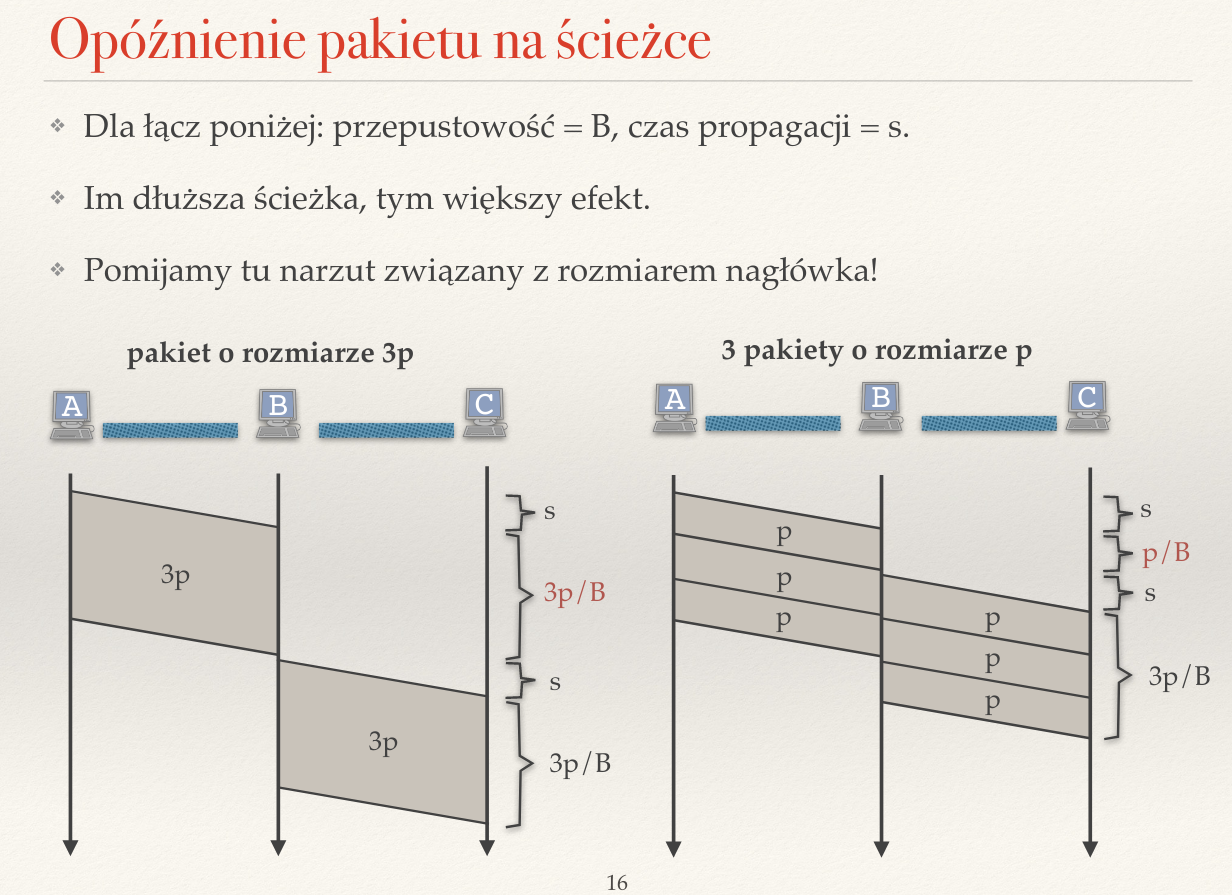 Opóźnienie pakietu na ścieżce
❖ Dla łącz poniżej: przepustowość = B, czas propagacji = s.
❖ Im dłuższa ścieżka, tym większy efekt.
❖ Pomijamy tu narzut związany z rozmiarem nagłówka!
pakiet o rozmiarze 3p
A B C
s
3p
3p/B
s
3p
3p/B
3 pakiety o rozmiarze p
A B C
s
p
p/B
p
s
p
p
p
3p/B
p
16